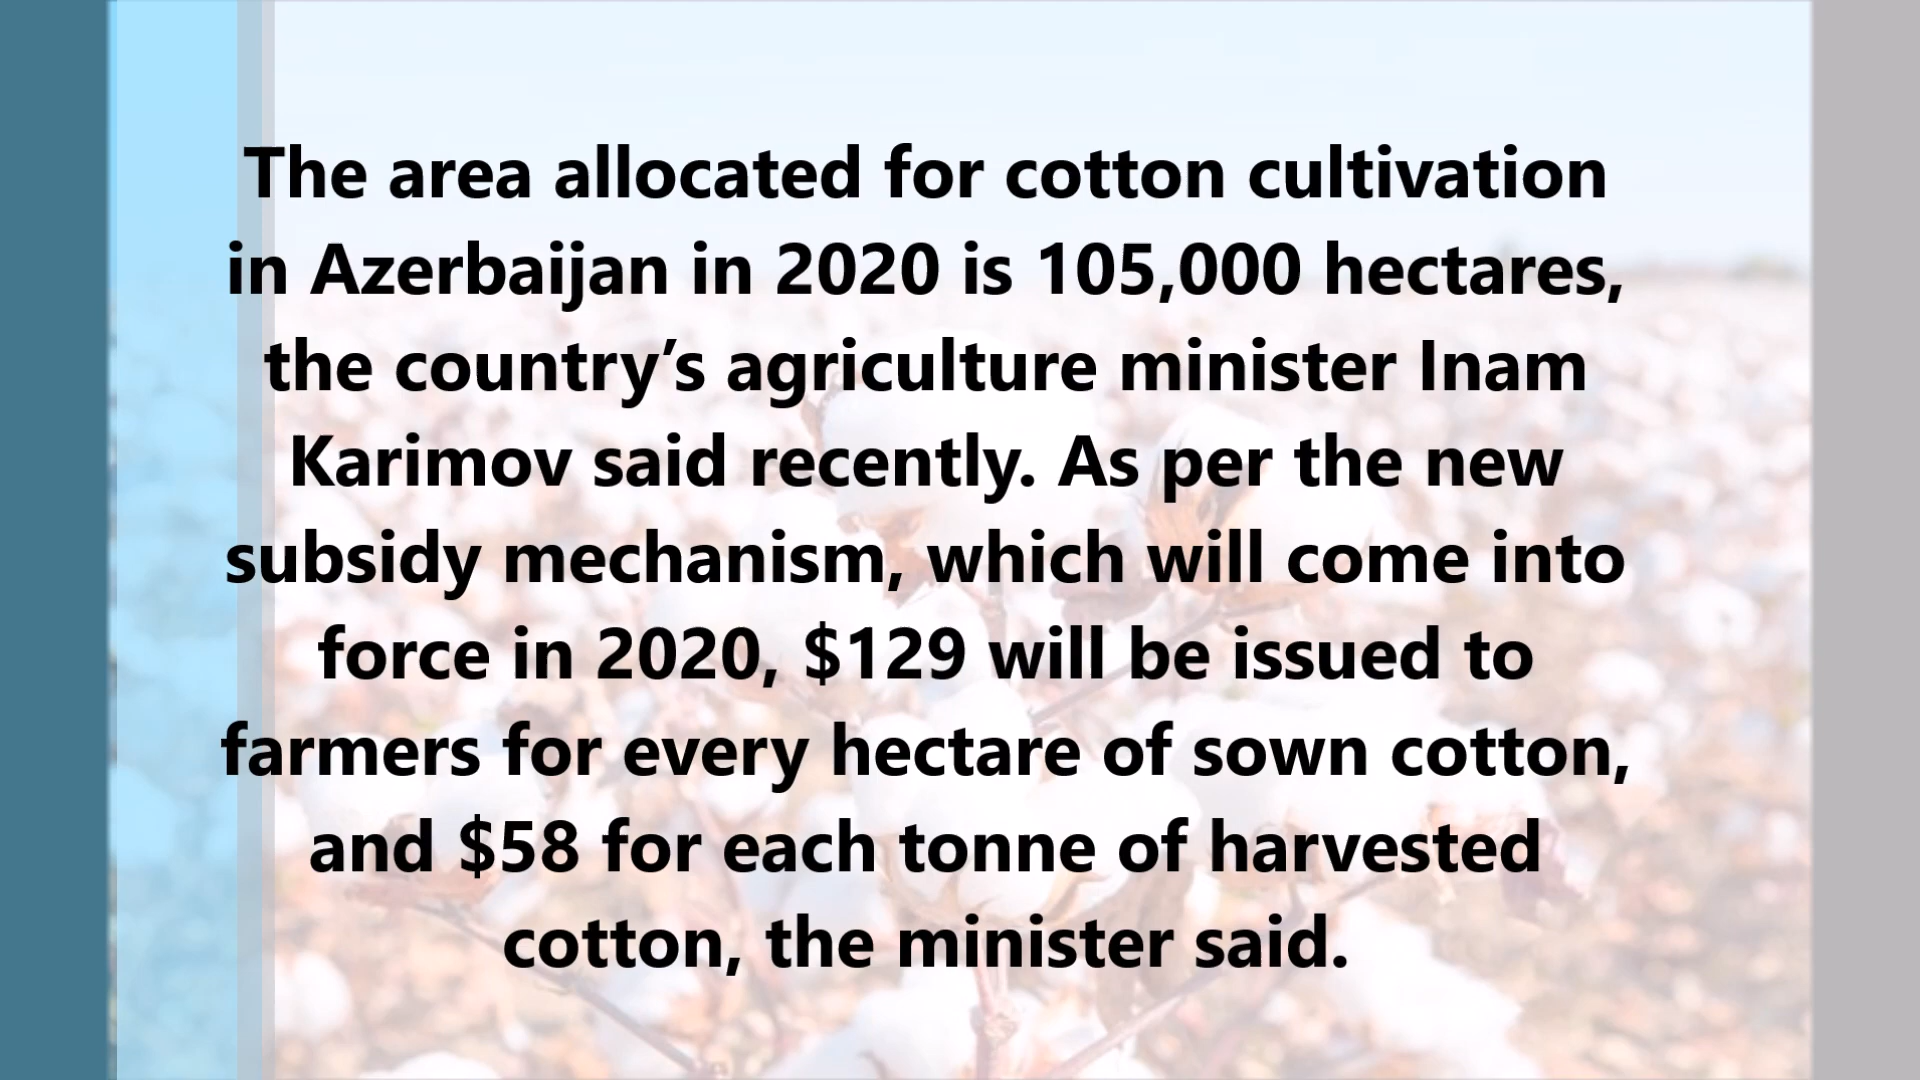 The area allocated for cotton cultivation
in Azerbaijan in 2020 is 105,000 hectares,
the country’s agriculture minister Inam
Karimov said recently. As per the new
subsidy mechanism, which will come into
force in 2020, $129 will be issued to
farmers for every hectare of sown cotton,
and $58 for each tonne of harvested
cotton, the minister said.